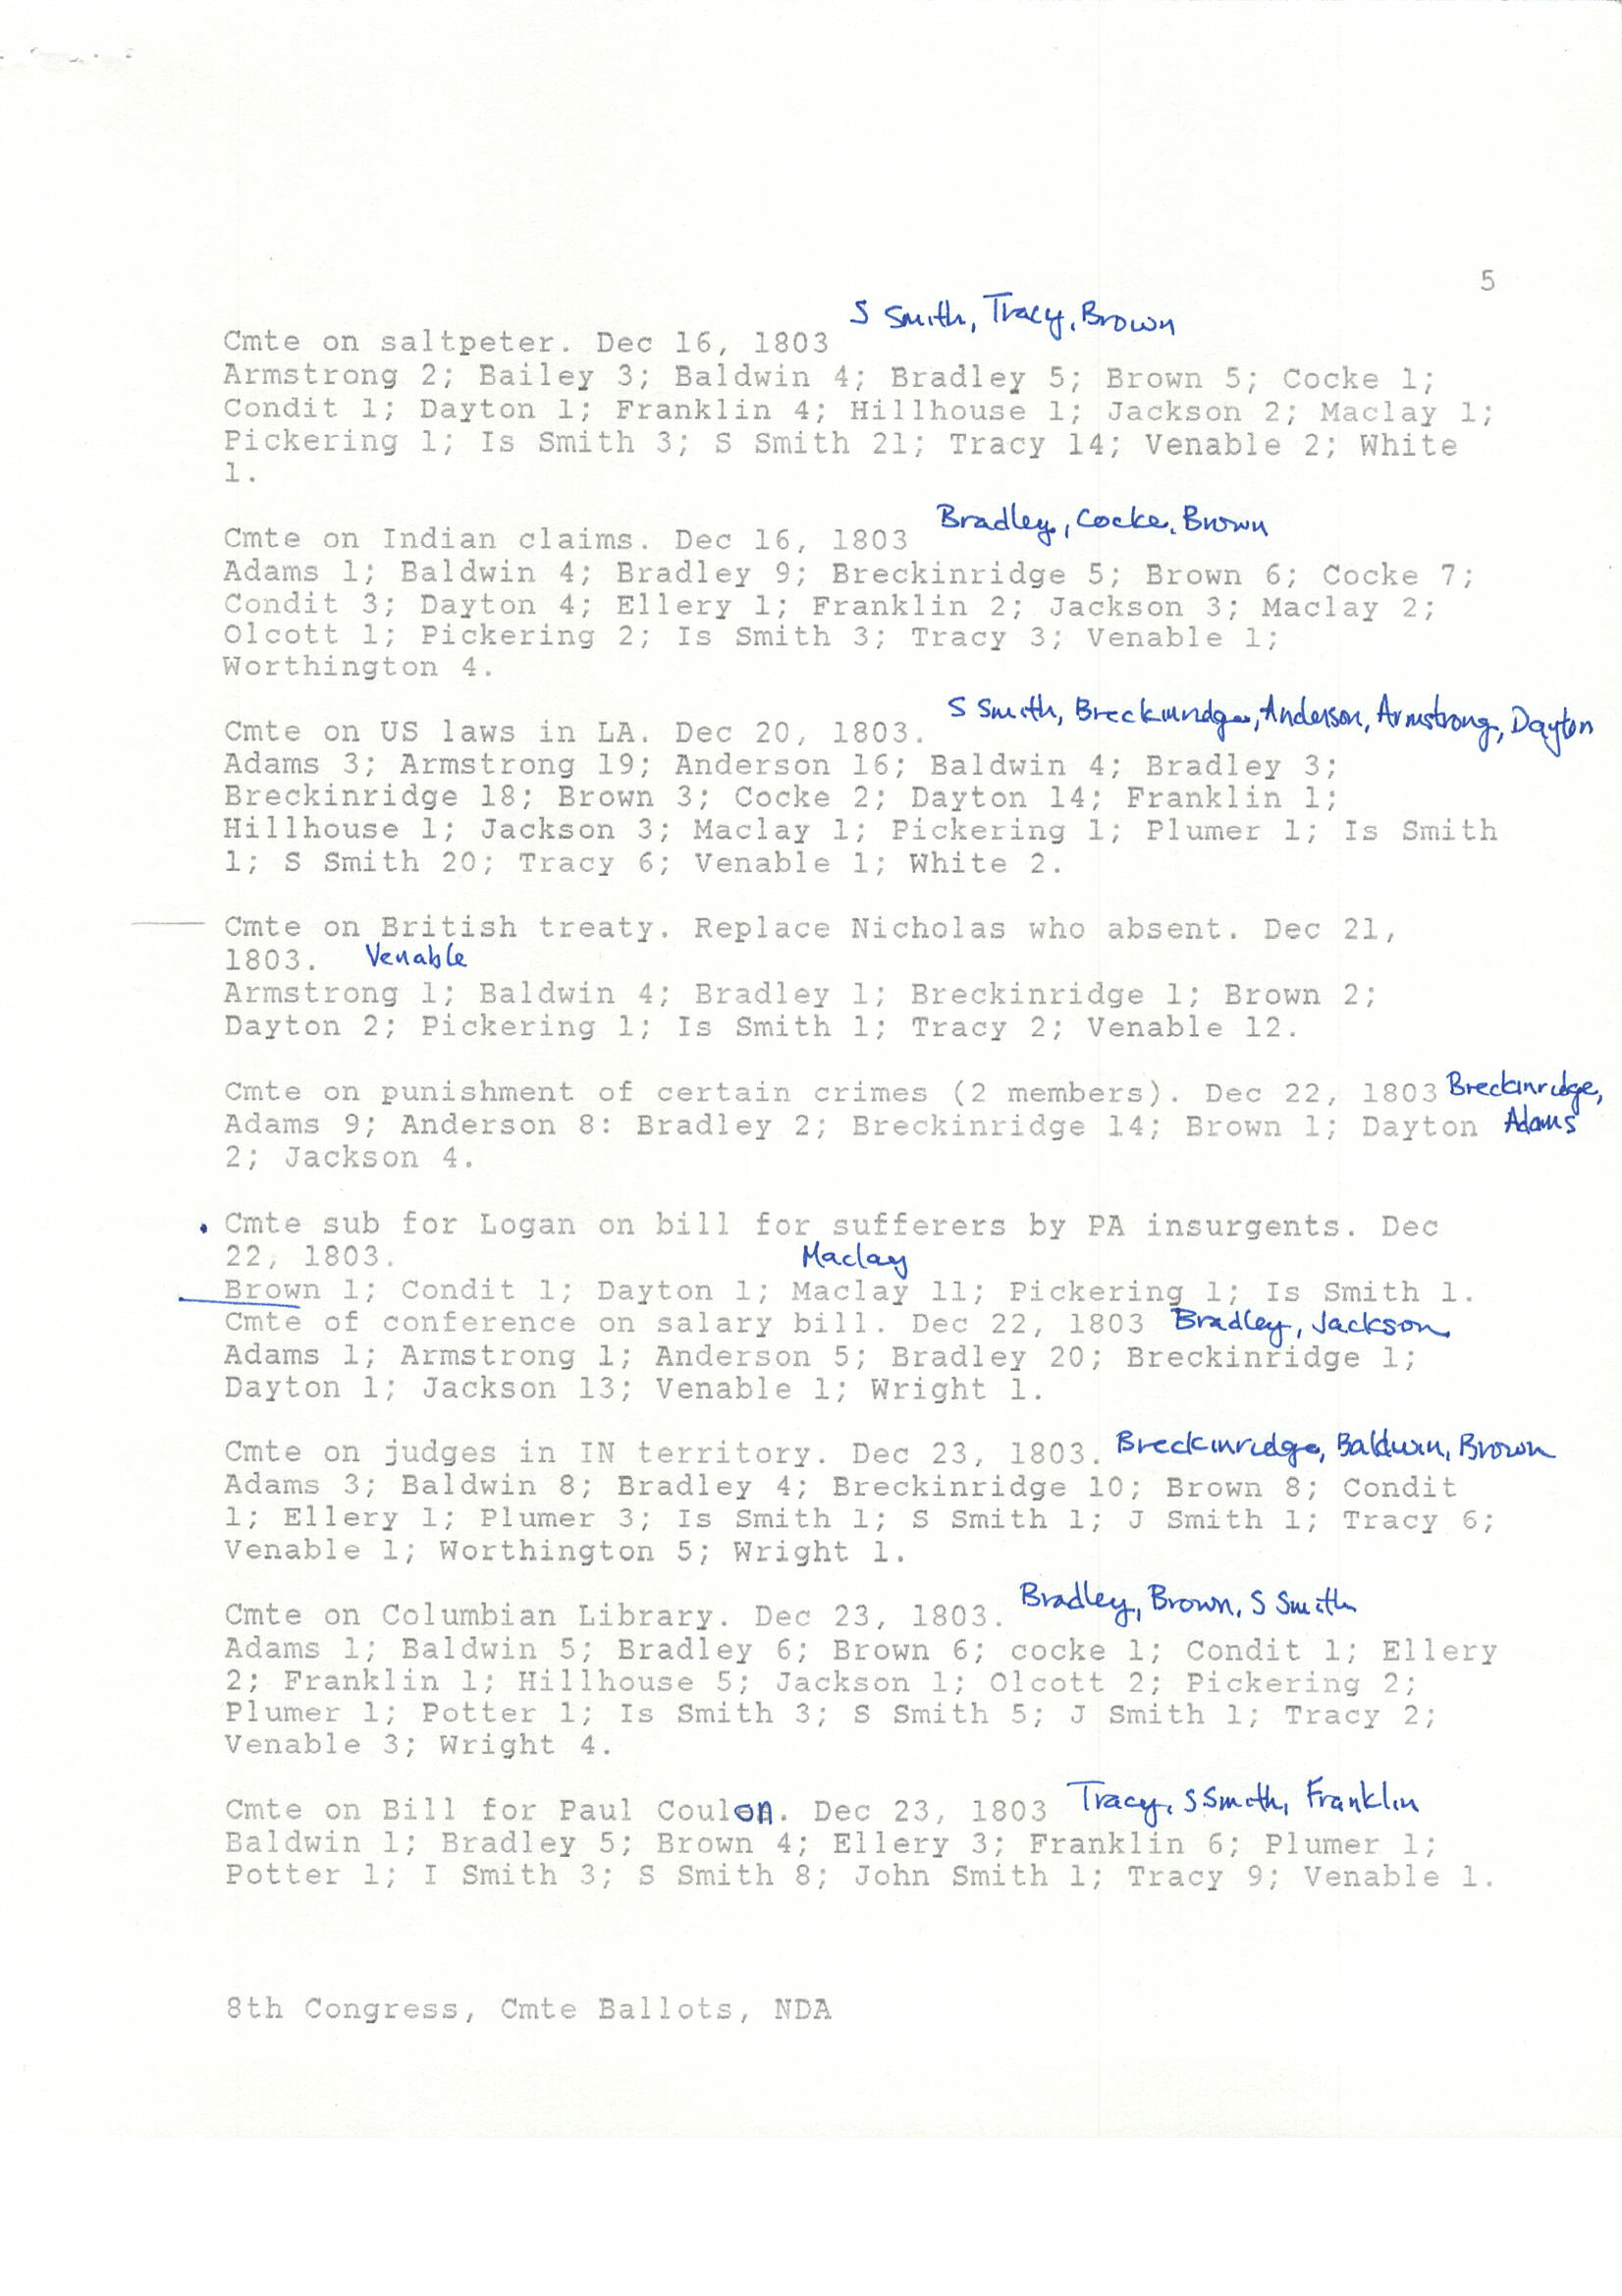 5
S Smith, Tracy, Brown
Cmte on saltpeter. Dec 16, 1803
Armstrong 2; Bailey 3; Baldwin 4; Bradley 5; Brown 5; Cocke 1;
Condit 1; Dayton 1; Franklin 4; Hillhouse 1; Jackson 2; Maclay 1;
Pickering 1; Is Smith 3; S Smith 21; Tracy 14; Venable 2; White
1.
Bradley, Cocke, Brown
Cmte on Indian claims. Dec 16, 1803
Adams 1; Baldwin 4; Bradley 9; Breckinridge 5; Brown 6; Cocke 7;
Condit 3; Dayton 4; Ellery 1; Franklin 2; Jackson 3; Maclay 2;
Olcott 1; Pickering 2; Is Smith 3; Tracy 3; Venable 1;
Worthington 4.
S Smith, Breckinridge, Anderson, Armstrong, Dayton
Cmte on US laws in LA. Dec 20, 1803.
Adams 3; Armstrong 19; Anderson 16; Baldwin 4; Bradley 3;
Breckinridge 18; Brown 3; Cocke 2; Dayton 14; Franklin 1;
Hillhouse 1; Jackson 3; Maclay 1; Pickering 1; Plumer 1; Is Smith
1; S Smith 20; Tracy 6; Venable 1; White 2.
Cmte on British treaty. Replace Nicholas who absent. Dec 21,
1803. Venable
Armstrong 1; Baldwin 4; Bradley 1; Breckinridge 1; Brown 2;
Dayton 2; Pickering 1; Is Smith 1; Tracy 2; Venable 12.
Cmte on punishment of certain crimes (2 members). Dec 22, 1803 Breckinridge,
Adams 9; Anderson 8: Bradley 2; Breckinridge 14; Brown 1; Dayton Adams
2; Jackson 4.
Cmte sub for Logan on bill for sufferers by PA insurgents. Dec
22, 1803. Maclay
Brown 1; Condit 1; Dayton 1; Maclay 11; Pickering 1; Is Smith 1.
Cmte of conference on salary bill. Dec 22, 1803 Bradley, Jackson
Adams 1; Armstrong 1; Anderson 5; Bradley 20; Breckinridge 1;
Dayton 1; Jackson 13; Venable 1; Wright 1.
Cmte on judges in IN territory. Dec 23, 1803. Breckinridge, Baldwin, Brown
Adams 3; Baldwin 8; Bradley 4; Breckinridge 10; Brown 8; Condit
1; Ellery 1; Plumer 3; Is Smith 1; S Smith 1; J Smith 1; Tracy 6;
Venable 1; Worthington 5; Wright 1.
Bradley, Brown, S Smith
Cmte on Columbian Library. Dec 23, 1803.
Adams 1; Baldwin 5; Bradley 6; Brown 6; cocke 1; Condit 1; Ellery
2; Franklin 1; Hillhouse 5; Jackson 1; Olcott 2; Pickering 2;
Plumer 1; Potter 1; Is Smith 3; S Smith 5; J Smith 1; Tracy 2;
Venable 3; Wright 4.
Cmte on Bill for Paul Coulon. Dec 23, 1803 Tracy, S Smith, Franklin
Baldwin 1; Bradley 5; Brown 4; Ellery 3; Franklin 6; Plumer 1;
Potter 1; I Smith 3; S Smith 8; John Smith 1; Tracy 9; Venable 1.
8th Congress, Cmte Ballots, NDA